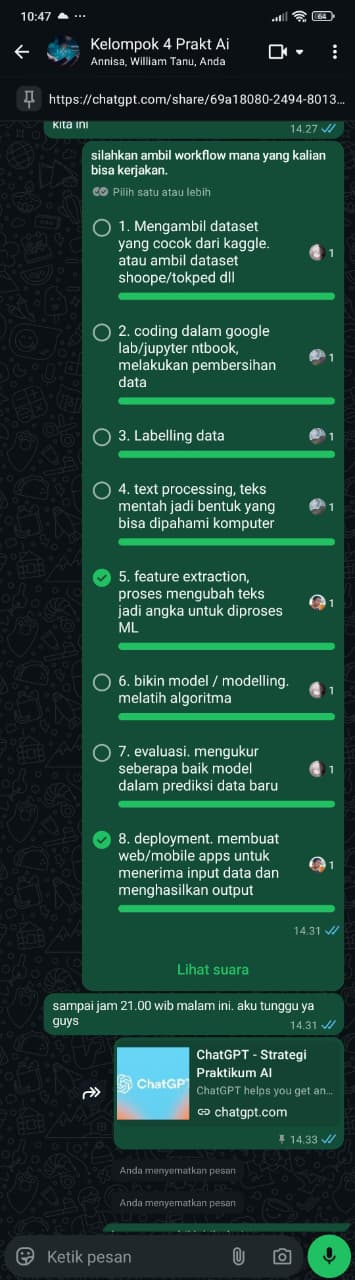 10:47
64
Kelompok 4 Prakt Ai
Annisa, William Tanu, Anda
https://chatgpt.com/share/69a18080-2494-8013...
kita ini
14.27
silahkan ambil workflow mana yang kalian
bisa kerjakan.
Pilih satu atau lebih
1. Mengambil dataset
yang cocok dari kaggle.
atau ambil dataset
shoope/tokped dll
1
2. coding dalam google
lab/jupyter ntbook,
melakukan pembersihan
data
1
3. Labelling data
1
4. text processing, teks
mentah jadi bentuk yang
bisa dipahami komputer
1
5. feature extraction,
proses mengubah teks
jadi angka untuk diproses
ML
1
6. bikin model / modelling.
melatih algoritma
1
7. evaluasi. mengukur
seberapa baik model
dalam prediksi data baru
1
8. deployment. membuat
web/mobile apps untuk
menerima input data dan
menghasilkan output
1
14.31
Lihat suara
sampai jam 21.00 wib malam ini. aku tunggu ya
guys
14.31
ChatGPT
ChatGPT - Strategi
Praktikum AI
ChatGPT helps you get an...
chatgpt.com
14.33
Anda menyematkan pesan
Anda menyematkan pesan
Ketik pesan